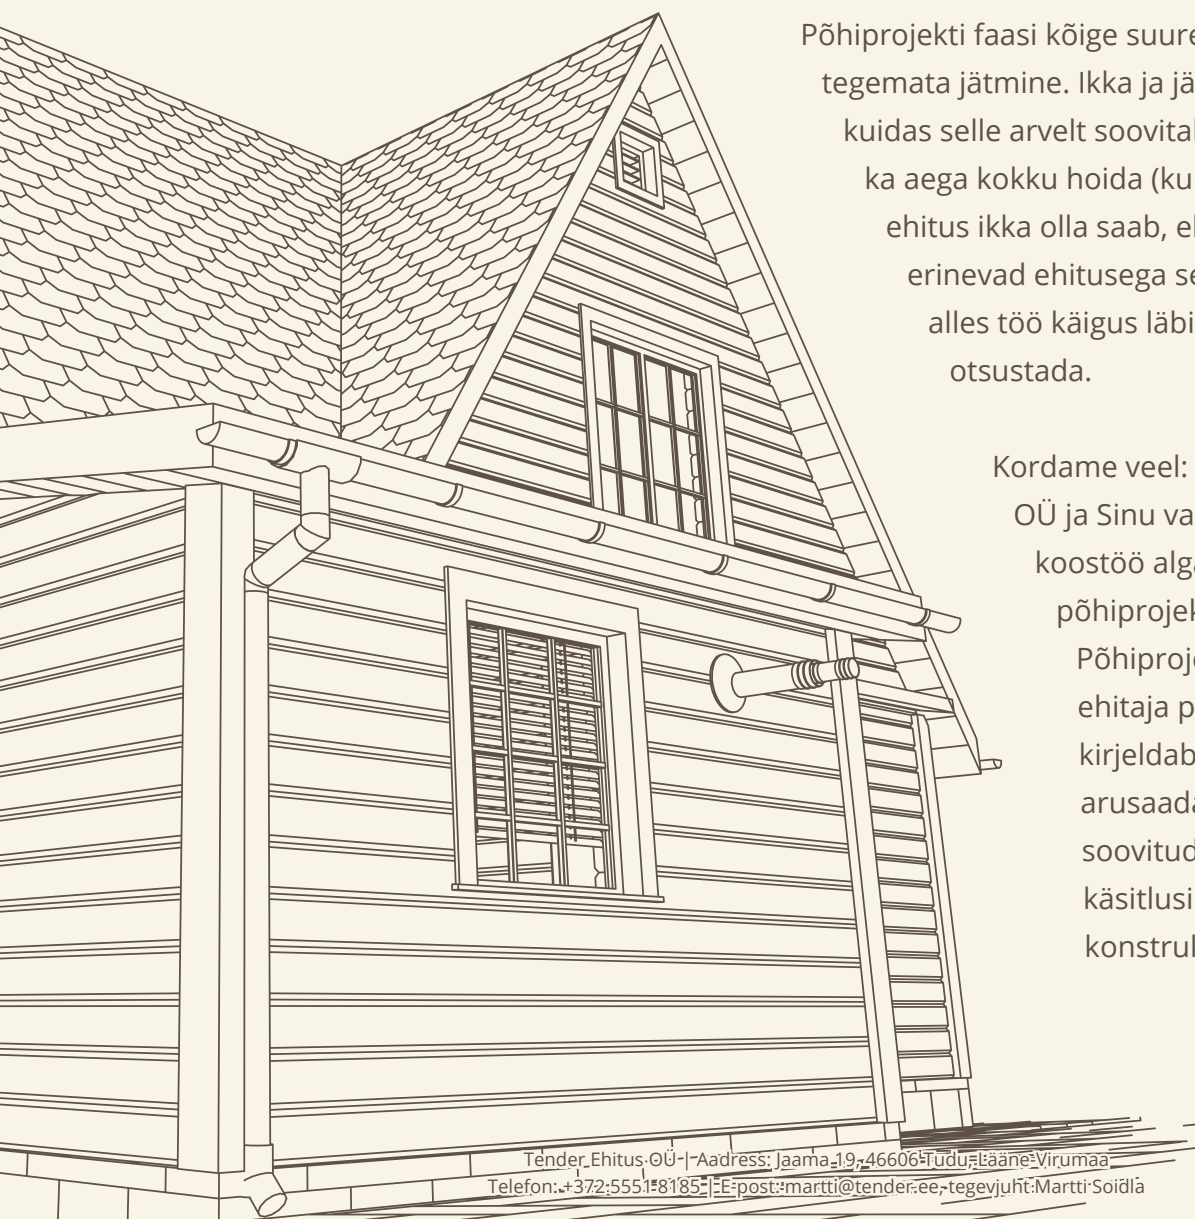 Põhiprojekti faasi kõige suure
tegemata jätmine. Ikka ja jä
kuidas selle arvelt soovita
ka aega kokku hoida (ku
ehitus ikka olla saab, e
erinevad ehitusega se
alles töö käigus läbi
otsustada.
Kordame veel:
OÜ ja Sinu va
koostöö alga
põhiprojek
Põhiproje
ehitaja p
kirjeldab
arusaada
soovitud
käsitlusi
konstruk
Tender Ehitus OÜ | Aadress: Jaama 19, 46606 Tudu, Lääne-Virumaa
Telefon: +372 5551 8185 | E-post: martti@tender.ee, tegevjuht Martti Soidla